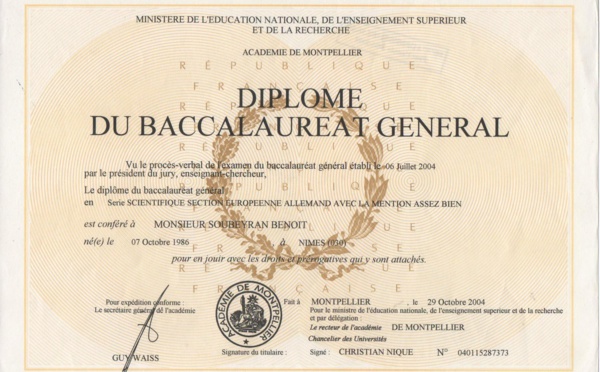 MINISTERE DE L'EDUCATION NATIONALE, DE L'ENSEIGNEMENT SUPERIEUR
ET DE LA RECHERCHE
ACADEMIE DE MONTPELLIER
RÉPUBLIQUE
FRANÇAISE
DIPLOME
DU BACCALAUREAT GENERAL
Vu le procès-verbal de l'examen du baccalauréat général établi le 06 Juillet 2004
par le président du jury, enseignant-chercheur,
Le diplôme du baccalauréat général
en Serie SCIENTIFIQUE SECTION EUROPEENNE ALLEMAND AVEC LA MENTION ASSEZ BIEN
est conféré à MONSIEUR SOUBEYRAN BENOIT
né(e) le 07 Octobre 1986 à NIMES (030)
pour en jouir avec les droits et prérogatives qui y sont attachés.
Pour expédition conforme :
Le secrétaire général de l'académie
ACADÉMIE DE MONTPELLIER
Fait à MONTPELLIER , le 29 Octobre 2004
Pour le ministre de l'éducation nationale, de l'enseignement superieur et de la recherche
et par délégation :
Le recteur de l'académie DE MONTPELLIER
Chancelier des Universités
GUY WAISS
Signature du titulaire :
Signé : CHRISTIAN NIQUE N° 040115287373